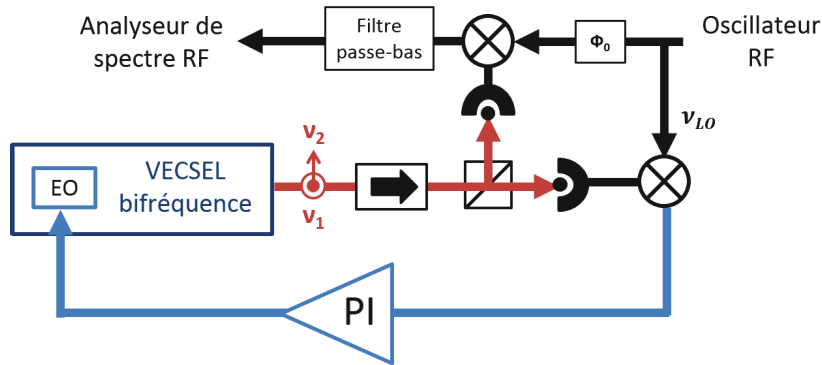 Analyseur de
spectre RF
Filtre
passe-bas
Φ₀
Oscillateur
RF
ν_LO
ν₂
EO
VECSEL
bifréquence
ν₁
PI